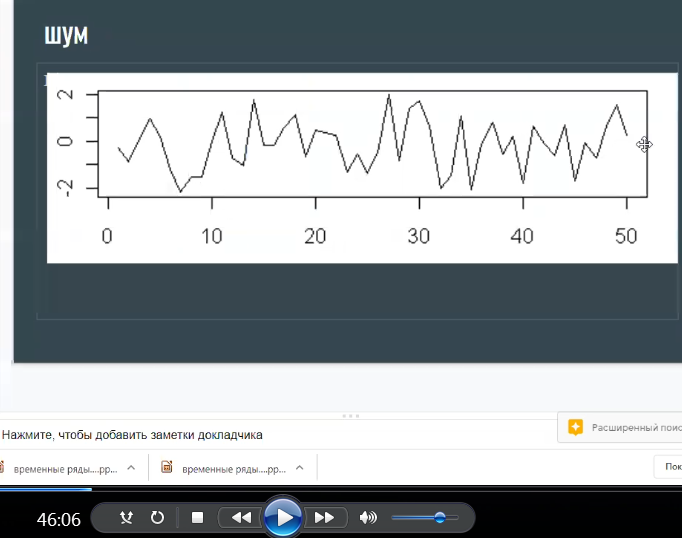 ШУМ
2
0
-2
0 10 20 30 40 50
Нажмите, чтобы добавить заметки докладчика
Расширенный поис
временные ряды....pp...
временные ряды....pp...
Пок
46:06